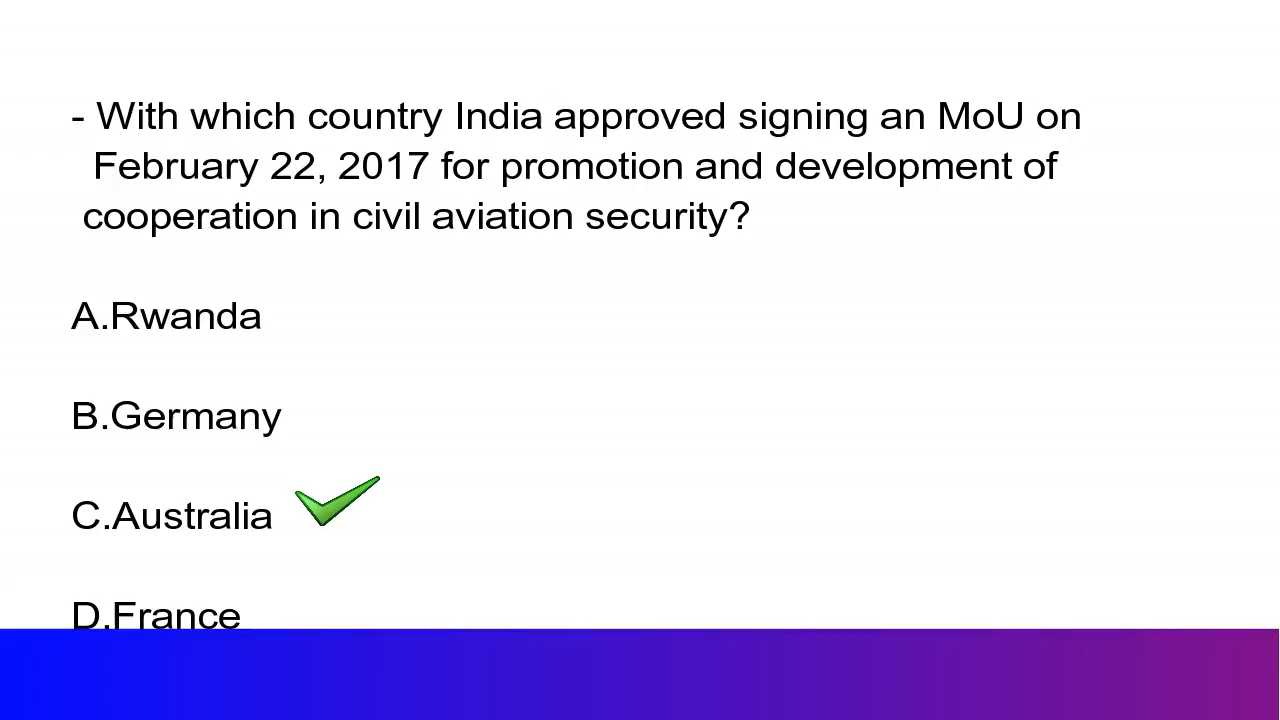 - With which country India approved signing an MoU on
February 22, 2017 for promotion and development of
cooperation in civil aviation security?
A.Rwanda
B.Germany
C.Australia
D.France